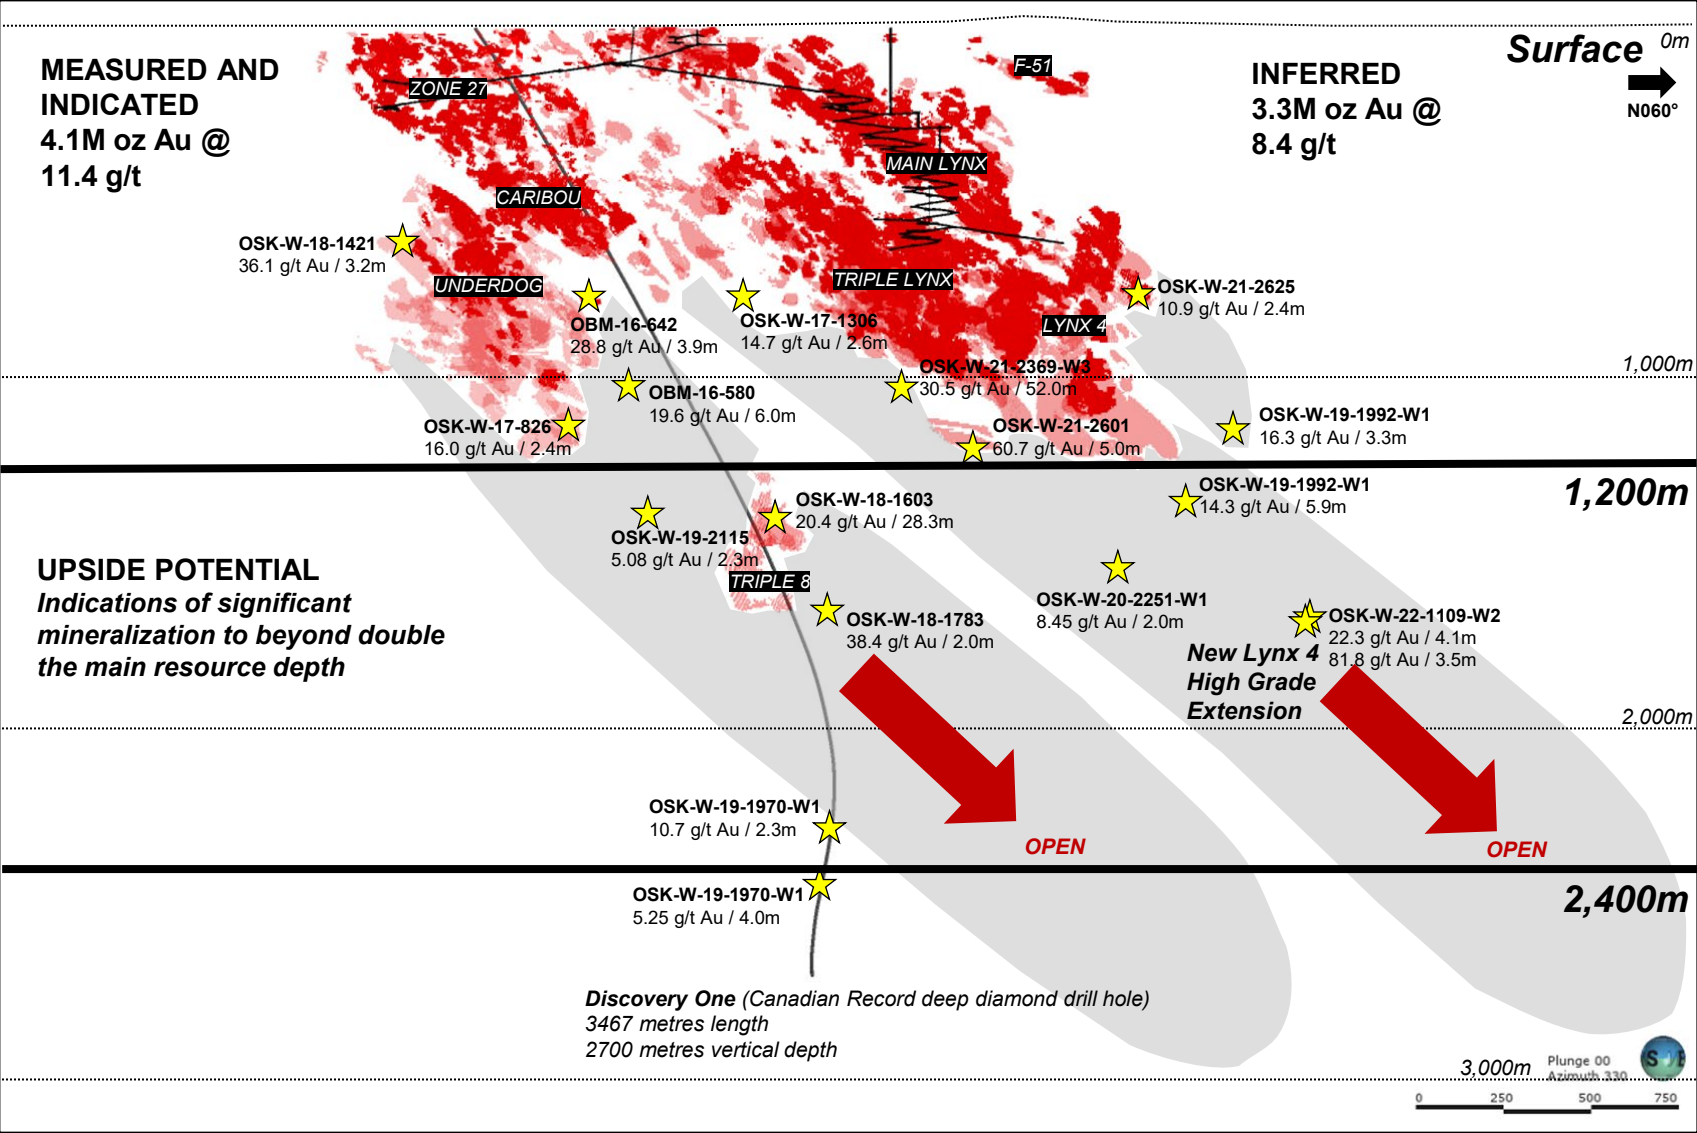 Surface
0m
N060°
MEASURED AND
INDICATED
4.1M oz Au @
11.4 g/t
INFERRED
3.3M oz Au @
8.4 g/t
F-51
ZONE 27
MAIN LYNX
CARIBOU
OSK-W-18-1421
36.1 g/t Au / 3.2m
UNDERDOG
TRIPLE LYNX
OSK-W-21-2625
10.9 g/t Au / 2.4m
OBM-16-642
28.8 g/t Au / 3.9m
OSK-W-17-1306
14.7 g/t Au / 2.6m
LYNX 4
1,000m
OSK-W-21-2369-W3
30.5 g/t Au / 52.0m
OBM-16-580
19.6 g/t Au / 6.0m
OSK-W-17-826
16.0 g/t Au / 2.4m
OSK-W-21-2601
60.7 g/t Au / 5.0m
OSK-W-19-1992-W1
16.3 g/t Au / 3.3m
1,200m
OSK-W-19-1992-W1
14.3 g/t Au / 5.9m
OSK-W-18-1603
20.4 g/t Au / 28.3m
OSK-W-19-2115
5.08 g/t Au / 2.3m
TRIPLE 8
UPSIDE POTENTIAL
Indications of significant
mineralization to beyond double
the main resource depth
OSK-W-18-1783
38.4 g/t Au / 2.0m
OSK-W-20-2251-W1
8.45 g/t Au / 2.0m
OSK-W-22-1109-W2
22.3 g/t Au / 4.1m
81.8 g/t Au / 3.5m
New Lynx 4
High Grade
Extension
2,000m
OSK-W-19-1970-W1
10.7 g/t Au / 2.3m
OPEN
OPEN
OSK-W-19-1970-W1
5.25 g/t Au / 4.0m
2,400m
Discovery One (Canadian Record deep diamond drill hole)
3467 metres length
2700 metres vertical depth
3,000m
Plunge 00
Azimuth 330
0 250 500 750